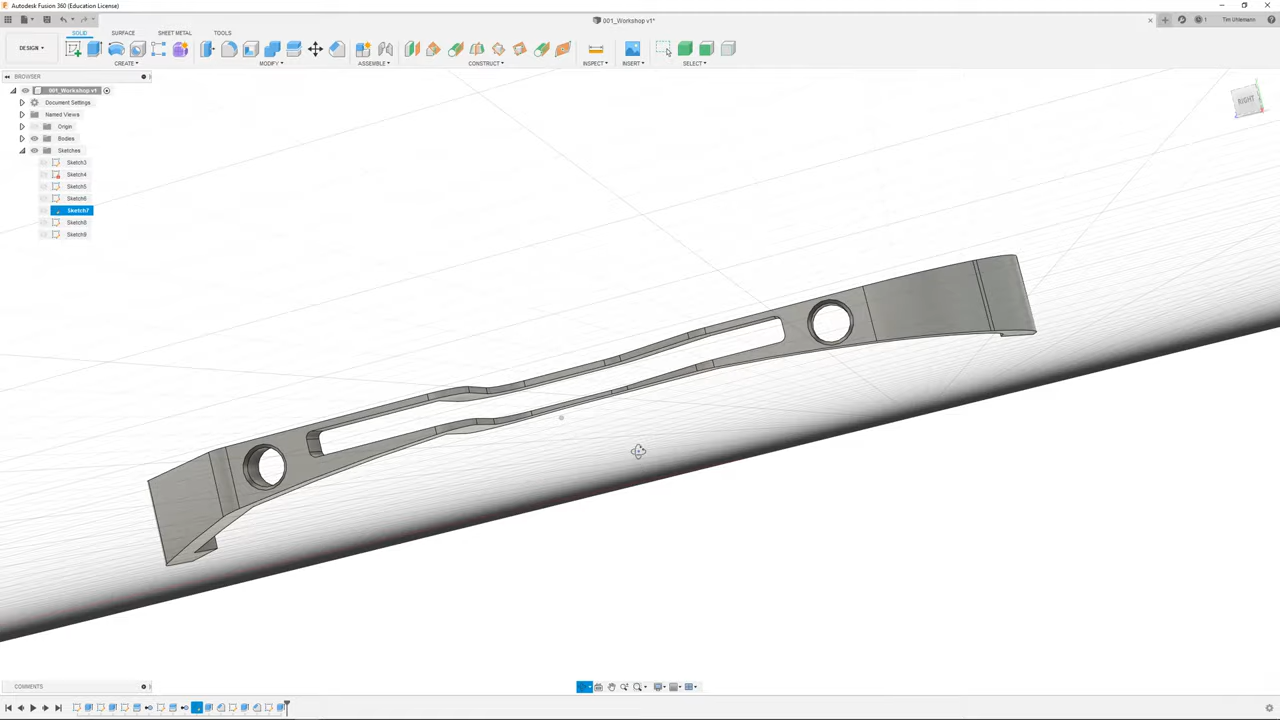 Autodesk Fusion 360 (Education License)
001_Workshop v1*
Tim Uhlemann
DESIGN
SOLID SURFACE SHEET METAL TOOLS
CREATE MODIFY ASSEMBLE CONSTRUCT INSPECT INSERT SELECT
BROWSER
001_Workshop v1
Document Settings
Named Views
Origin
Bodies
Sketches
Sketch3
Sketch4
Sketch5
Sketch6
Sketch7
Sketch8
Sketch9
RIGHT
COMMENTS